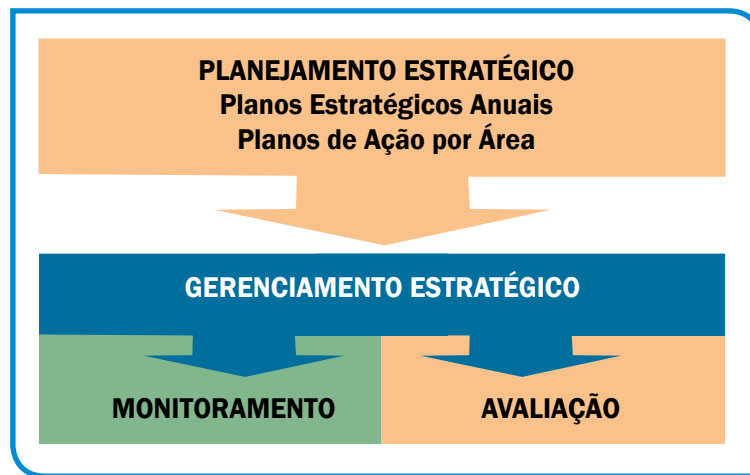 PLANEJAMENTO ESTRATÉGICO
Planos Estratégicos Anuais
Planos de Ação por Área
GERENCIAMENTO ESTRATÉGICO
MONITORAMENTO
AVALIAÇÃO